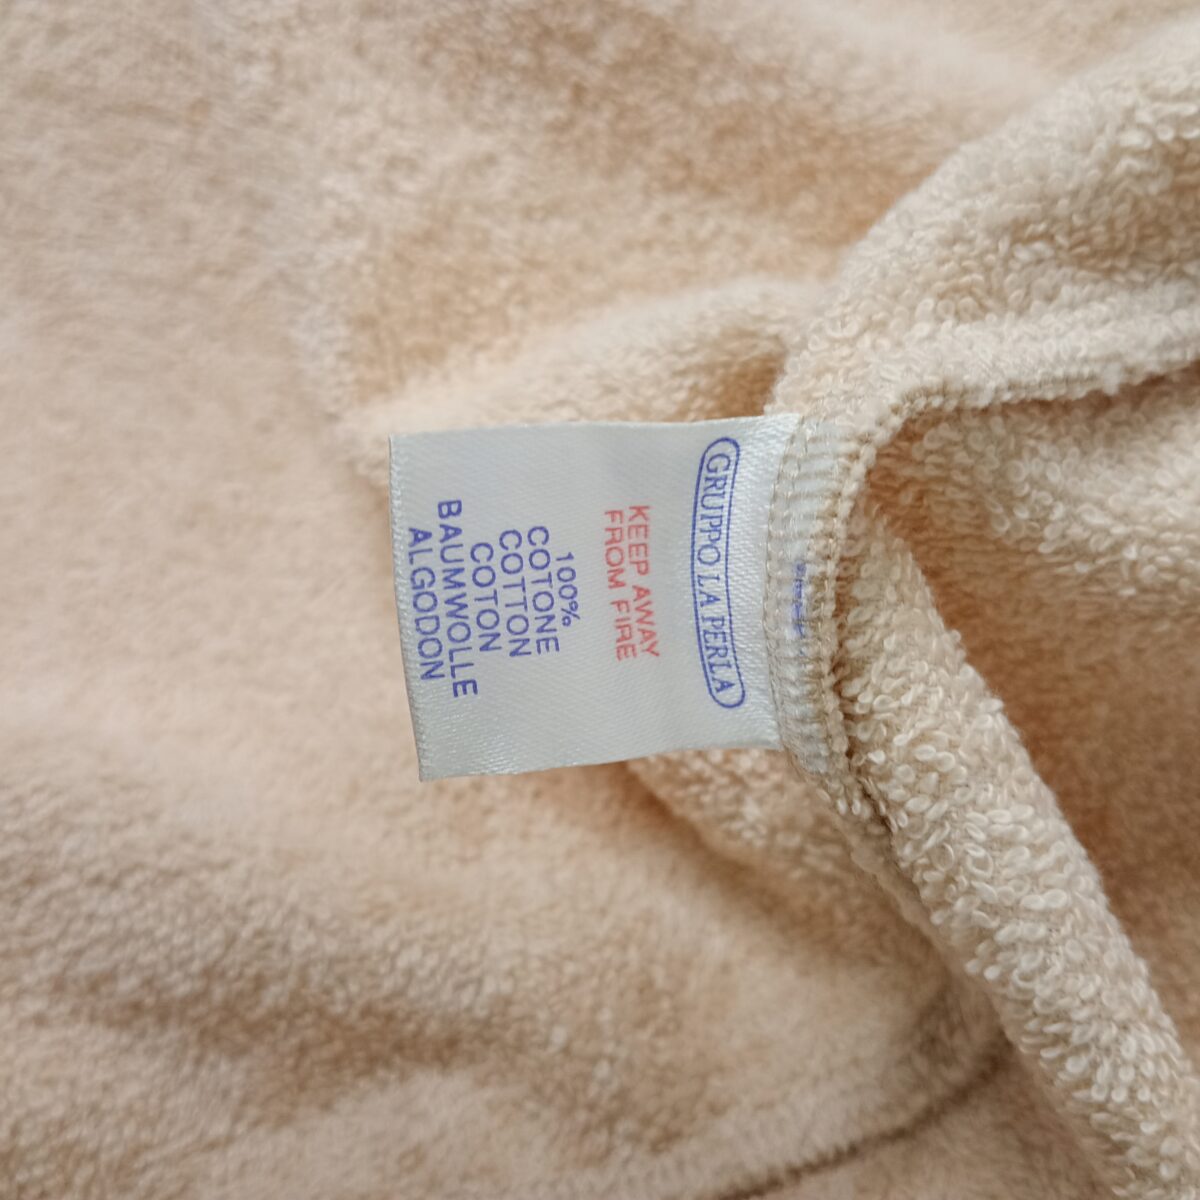 GRUPPO LA PERLA
KEEP AWAY
FROM FIRE
100%
COTONE
COTTON
COTON
BAUMWOLLE
ALGODON